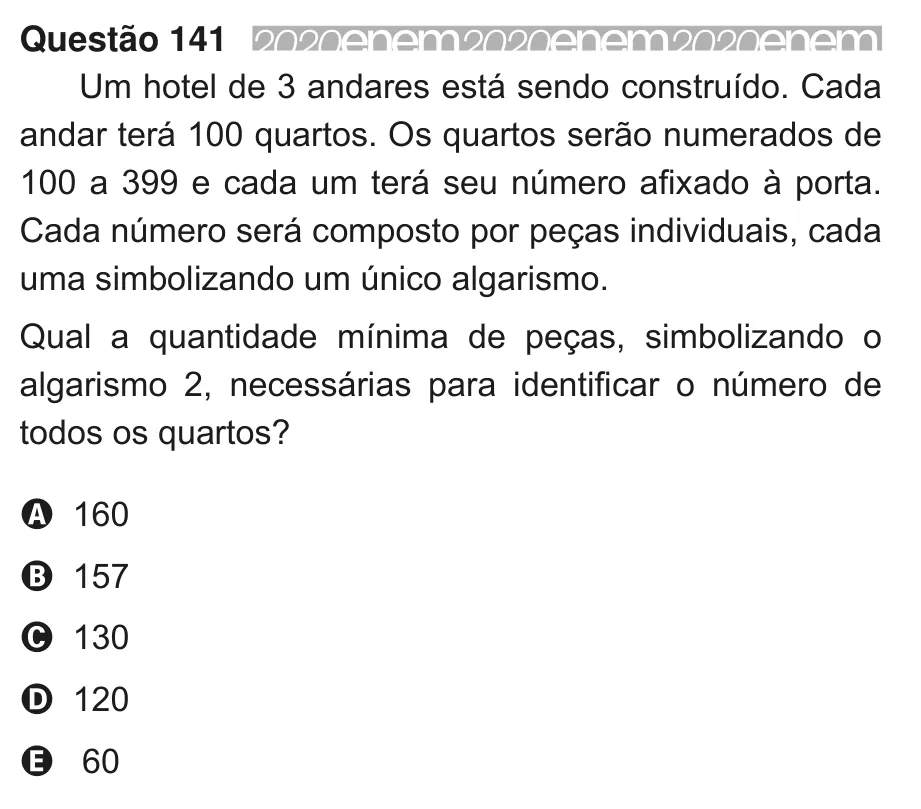 Questão 141 2020enem2020enem2020enem
Um hotel de 3 andares está sendo construído. Cada
andar terá 100 quartos. Os quartos serão numerados de
100 a 399 e cada um terá seu número afixado à porta.
Cada número será composto por peças individuais, cada
uma simbolizando um único algarismo.
Qual a quantidade mínima de peças, simbolizando o
algarismo 2, necessárias para identificar o número de
todos os quartos?
A 160
B 157
C 130
D 120
E 60